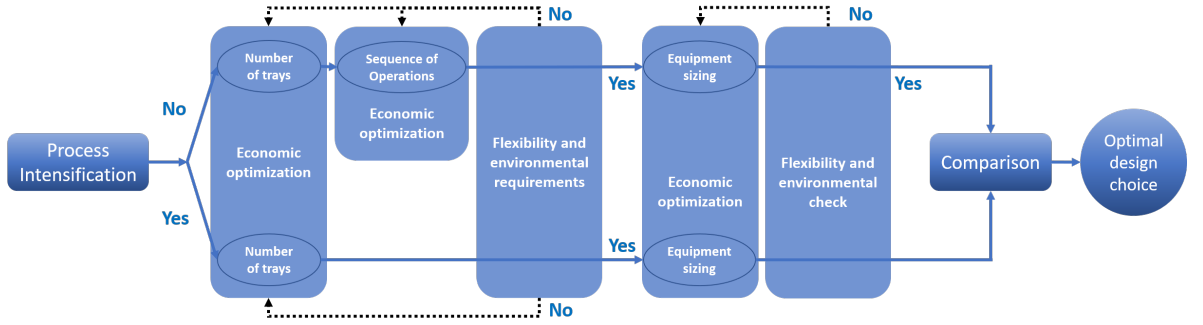 No
No
Number
of trays
Sequence of
Operations
Equipment
sizing
Yes
Yes
No
Economic
optimization
Process
Intensification
Economic
optimization
Flexibility and
environmental
requirements
Economic
optimization
Flexibility and
environmental
check
Comparison
Optimal
design
choice
Yes
Number
of trays
Yes
Equipment
sizing
No